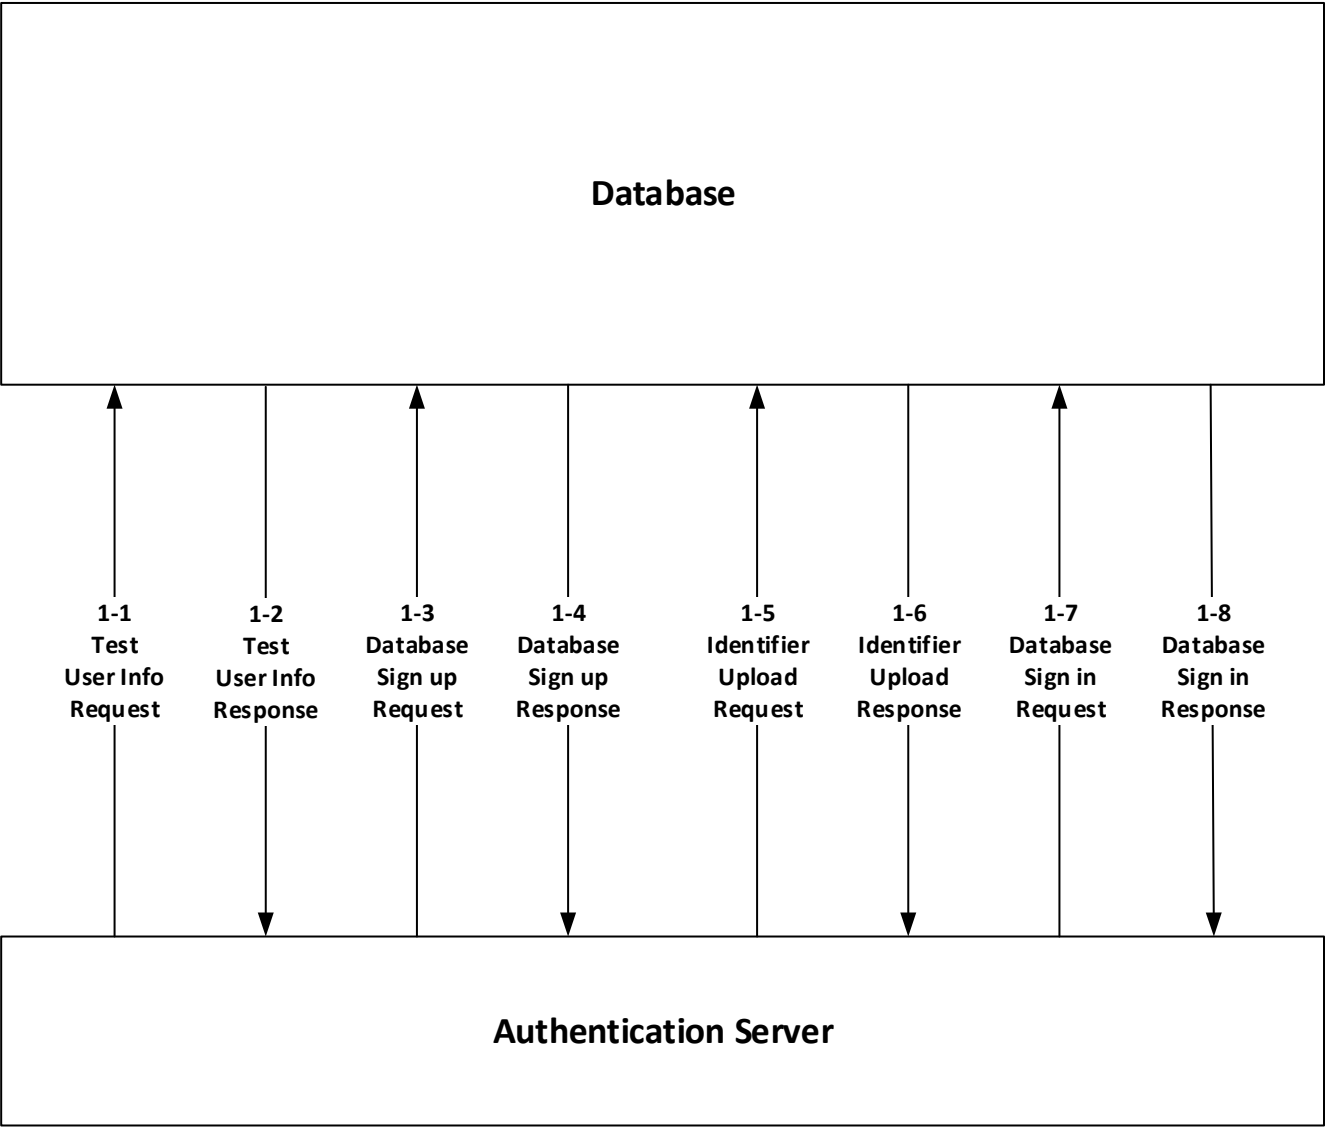 Database
1-1
Test
User Info
Request
1-2
Test
User Info
Response
1-3
Database
Sign up
Request
1-4
Database
Sign up
Response
1-5
Identifier
Upload
Request
1-6
Identifier
Upload
Response
1-7
Database
Sign in
Request
1-8
Database
Sign in
Response
Authentication Server